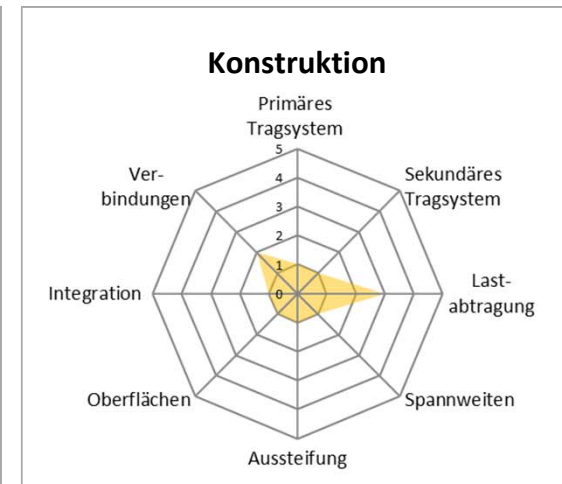 Konstruktion
Primäres
Tragsystem
5
4
3
2
1
0
Sekundäres
Tragsystem
Last-
abtragung
Spannweiten
Aussteifung
Oberflächen
Integration
Ver-
bindungen